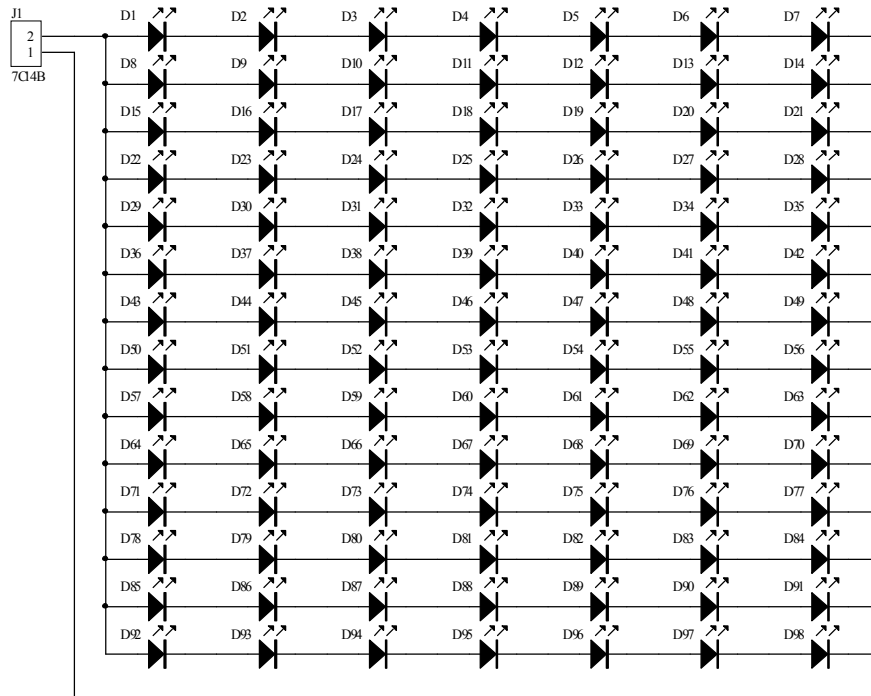 J1
D1 D2 D3 D4 D5 D6 D7
2
1
7C14B
D8 D9 D10 D11 D12 D13 D14
D15 D16 D17 D18 D19 D20 D21
D22 D23 D24 D25 D26 D27 D28
D29 D30 D31 D32 D33 D34 D35
D36 D37 D38 D39 D40 D41 D42
D43 D44 D45 D46 D47 D48 D49
D50 D51 D52 D53 D54 D55 D56
D57 D58 D59 D60 D61 D62 D63
D64 D65 D66 D67 D68 D69 D70
D71 D72 D73 D74 D75 D76 D77
D78 D79 D80 D81 D82 D83 D84
D85 D86 D87 D88 D89 D90 D91
D92 D93 D94 D95 D96 D97 D98